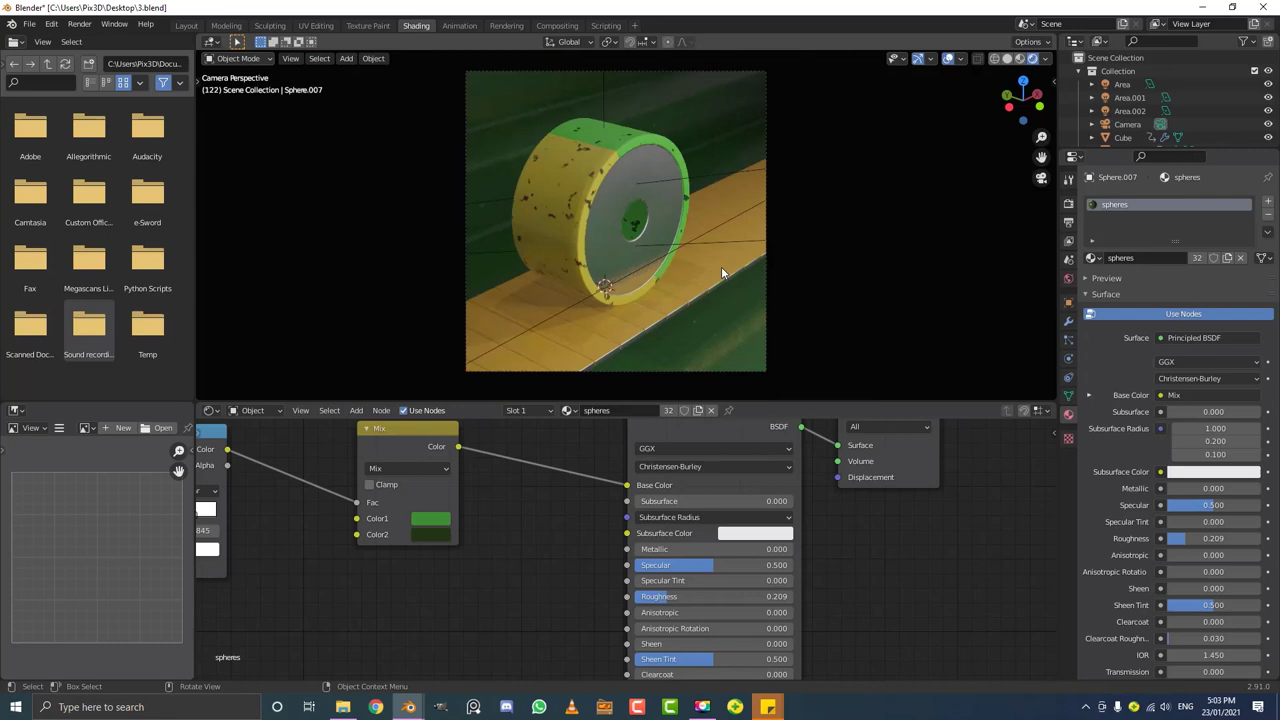 Blender* [C:\Users\Pix3D\Desktop\3.blend]
File Edit Render Window Help
Layout Modeling Sculpting UV Editing Texture Paint Shading Animation Rendering Compositing Scripting
Scene View Layer
View Select
Global
Options
C:\Users\Pix3D\Docu...
Object Mode View Select Add Object
Camera Perspective
(122) Scene Collection | Sphere.007
Scene Collection
Collection
Area
Area.001
Area.002
Camera
Cube
Adobe Allegorithmic Audacity
Camtasia Custom Offic... e-Sword
Fax Megascans Li... Python Scripts
Scanned Doc... Sound recordi... Temp
Z
Y
X
Sphere.007 spheres
spheres
spheres 32
Preview
Surface
Use Nodes
Surface Principled BSDF
GGX
Christensen-Burley
Base Color Mix
Subsurface 0.000
Subsurface Radius 1.000
0.200
0.100
Subsurface Color
Metallic 0.000
Specular 0.500
Specular Tint 0.000
Roughness 0.209
Anisotropic 0.000
Anisotropic Rotatio 0.000
Sheen 0.000
Sheen Tint 0.500
Clearcoat 0.000
Clearcoat Roughn... 0.030
IOR 1.450
Transmission 0.000
View New Open
Object View Select Add Node Use Nodes Slot 1 spheres 32
Color
Alpha
r
845
Mix
Color
Mix
Clamp
Fac
Color1
Color2
BSDF
GGX
Christensen-Burley
Base Color
Subsurface 0.000
Subsurface Radius
Subsurface Color
Metallic 0.000
Specular 0.500
Specular Tint 0.000
Roughness 0.209
Anisotropic 0.000
Anisotropic Rotation 0.000
Sheen 0.000
Sheen Tint 0.500
Clearcoat 0.000
All
Surface
Volume
Displacement
spheres
Select Box Select Rotate View Object Context Menu 2.91.0
Type here to search
ENG
5:03 PM
23/01/2021